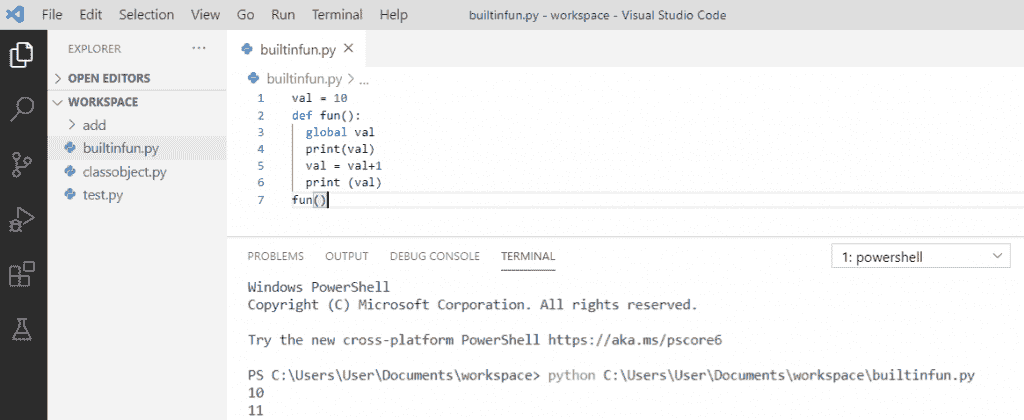 File Edit Selection View Go Run Terminal Help builtinfun.py - workspace - Visual Studio Code
EXPLORER ...
OPEN EDITORS
WORKSPACE
add
builtinfun.py
classobject.py
test.py
builtinfun.py
builtinfun.py > ...
1 val = 10
2 def fun():
3 global val
4 print(val)
5 val = val+1
6 print (val)
7 fun()
PROBLEMS OUTPUT DEBUG CONSOLE TERMINAL 1: powershell
Windows PowerShell
Copyright (C) Microsoft Corporation. All rights reserved.
Try the new cross-platform PowerShell https://aka.ms/pscore6
PS C:\Users\User\Documents\workspace> python C:\Users\User\Documents\workspace\builtinfun.py
10
11